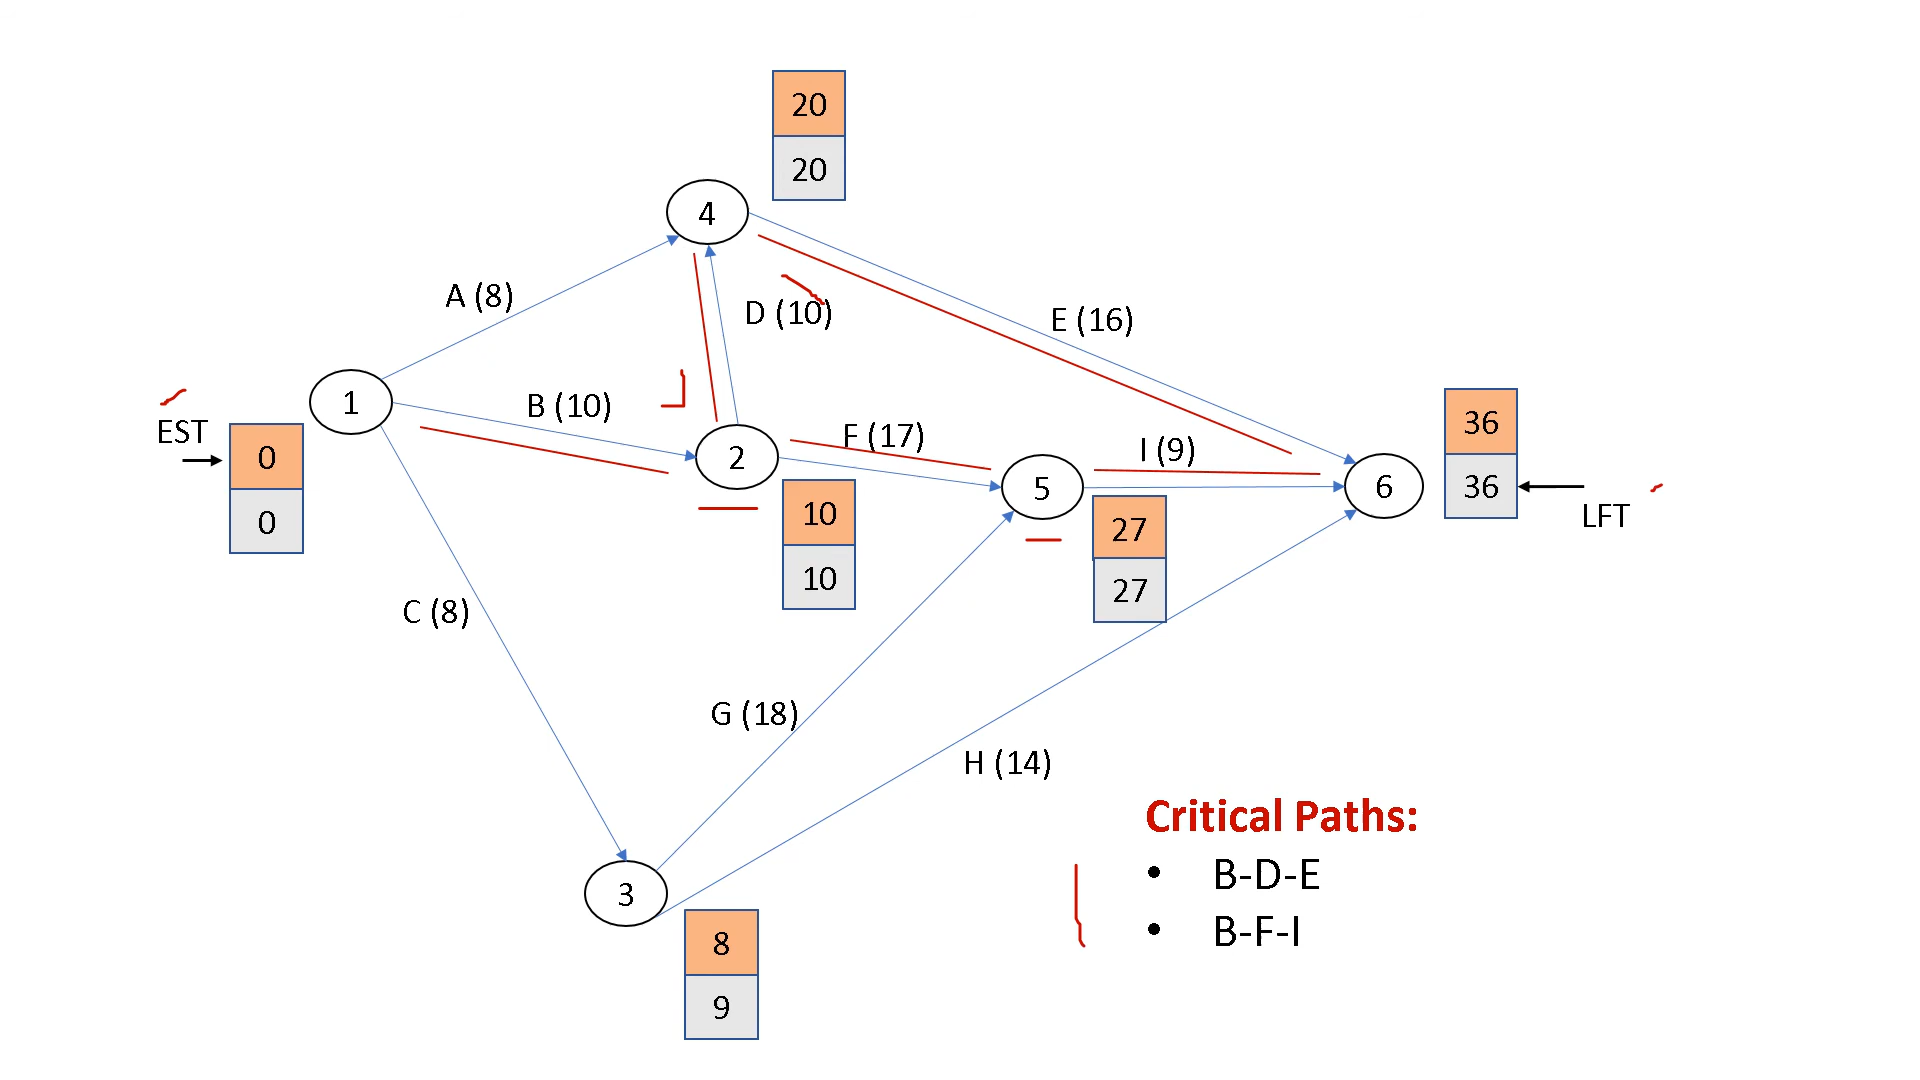 20
20
4
A (8)
D (10)
E (16)
1
B (10)
EST
0
0
2
F (17)
I (9)
10
10
5
27
27
6
36
36
LFT
C (8)
G (18)
H (14)
3
8
9
Critical Paths:
• B-D-E
• B-F-I